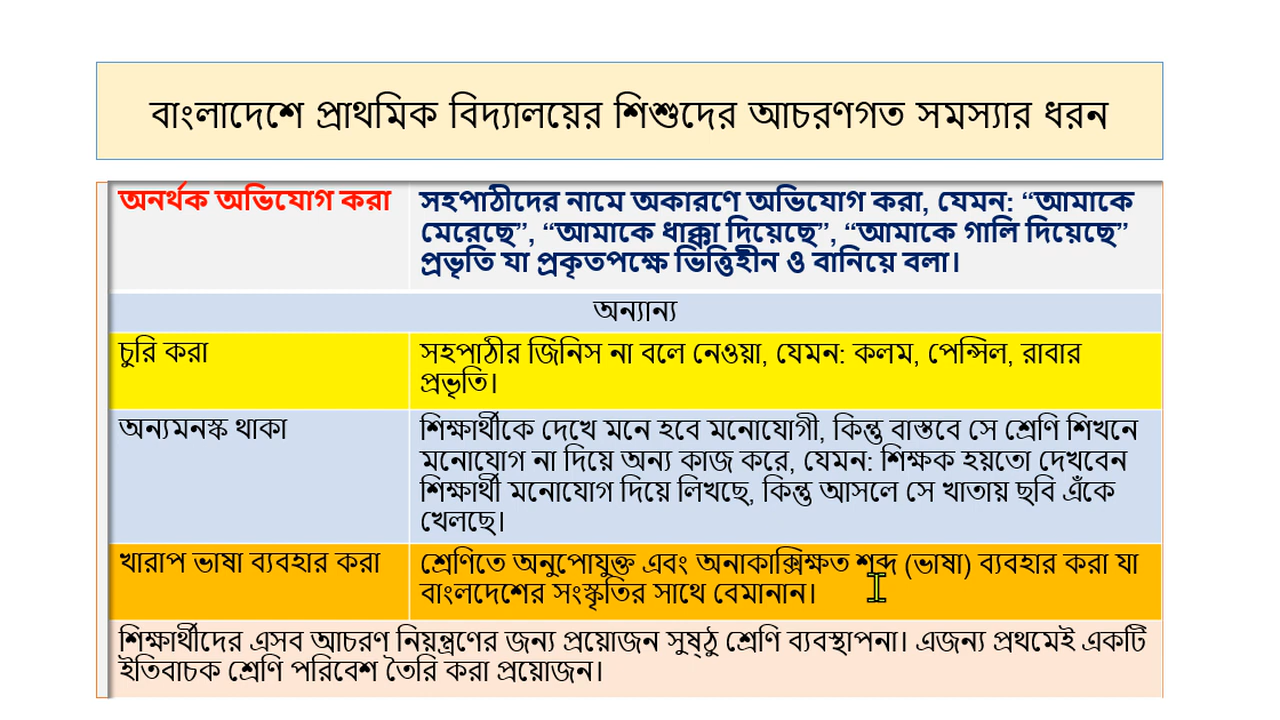 বাংলাদেশে প্রাথমিক বিদ্যালয়ের শিশুদের আচরণগত সমস্যার ধরন
অনর্থক অভিযোগ করা
সহপাঠীদের নামে অকারণে অভিযোগ করা, যেমন: “আমাকে
মেরেছে”, “আমাকে ধাক্কা দিয়েছে”, “আমাকে গালি দিয়েছে”
প্রভৃতি যা প্রকৃতপক্ষে ভিত্তিহীন ও বানিয়ে বলা।
অন্যান্য
চুরি করা
সহপাঠীর জিনিস না বলে নেওয়া, যেমন: কলম, পেন্সিল, রাবার
প্রভৃতি।
অন্যমনস্ক থাকা
শিক্ষার্থীকে দেখে মনে হবে মনোযোগী, কিন্তু বাস্তবে সে শ্রেণি শিখনে
মনোযোগ না দিয়ে অন্য কাজ করে, যেমন: শিক্ষক হয়তো দেখবেন
শিক্ষার্থী মনোযোগ দিয়ে লিখছে, কিন্তু আসলে সে খাতায় ছবি এঁকে
খেলছে।
খারাপ ভাষা ব্যবহার করা
শ্রেণিতে অনুপোযুক্ত এবং অনাকাক্সিক্ষত শব্দ (ভাষা) ব্যবহার করা যা
বাংলদেশের সংস্কৃতির সাথে বেমানান।
শিক্ষার্থীদের এসব আচরণ নিয়ন্ত্রণের জন্য প্রয়োজন সুষ্ঠু শ্রেণি ব্যবস্থাপনা। এজন্য প্রথমেই একটি
ইতিবাচক শ্রেণি পরিবেশ তৈরি করা প্রয়োজন।